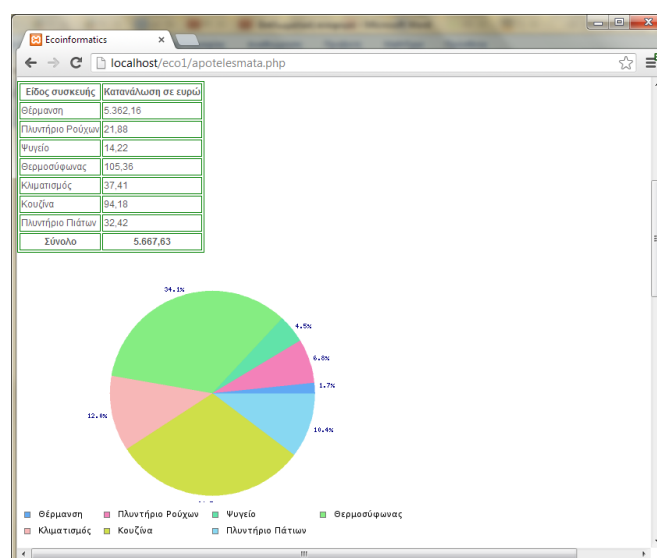 Ecoinformatics
localhost/eco1/apotelesmata.php
Είδος συσκευής Κατανάλωση σε ευρώ
Θέρμανση 5.362,16
Πλυντήριο Ρούχων 21,88
Ψυγείο 14,22
Θερμοσύφωνας 105,36
Κλιματισμός 37,41
Κουζίνα 94,18
Πλυντήριο Πιάτων 32,42
Σύνολο 5.667,63
34.1%
4.5%
6.8%
1.7%
12.0%
10.4%
Θέρμανση Πλυντήριο Ρούχων Ψυγείο Θερμοσύφωνας
Κλιματισμός Κουζίνα Πλυντήριο Πάτιων